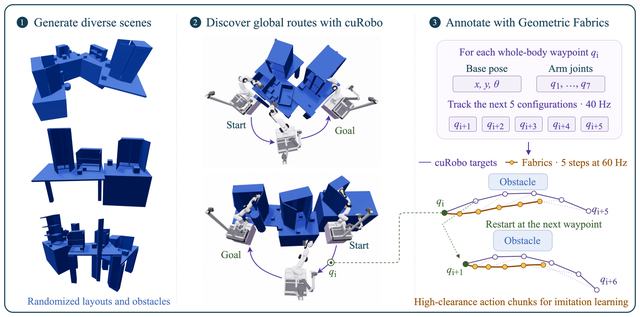 1 Generate diverse scenes
Randomized layouts and obstacles
2 Discover global routes with cuRobo
Start
Goal
Goal
Start
qi
3 Annotate with Geometric Fabrics
For each whole-body waypoint qi
Base pose
Arm joints
x, y, θ
q1, …, q7
Track the next 5 configurations · 40 Hz
qi+1 qi+2 qi+3 qi+4 qi+5
cuRobo targets Fabrics · 5 steps at 60 Hz
Obstacle
qi
qi+5
Restart at the next waypoint
Obstacle
qi+1
qi+6
High-clearance action chunks for imitation learning